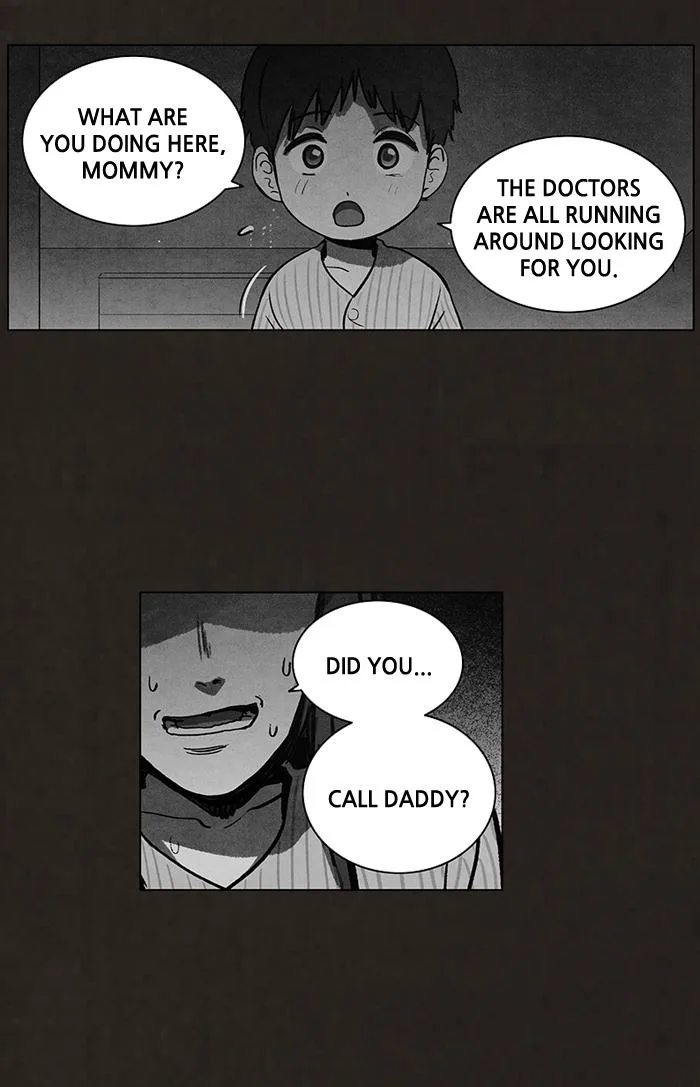 WHAT ARE
YOU DOING HERE,
MOMMY?
THE DOCTORS
ARE ALL RUNNING
AROUND LOOKING
FOR YOU.
DID YOU...
CALL DADDY?